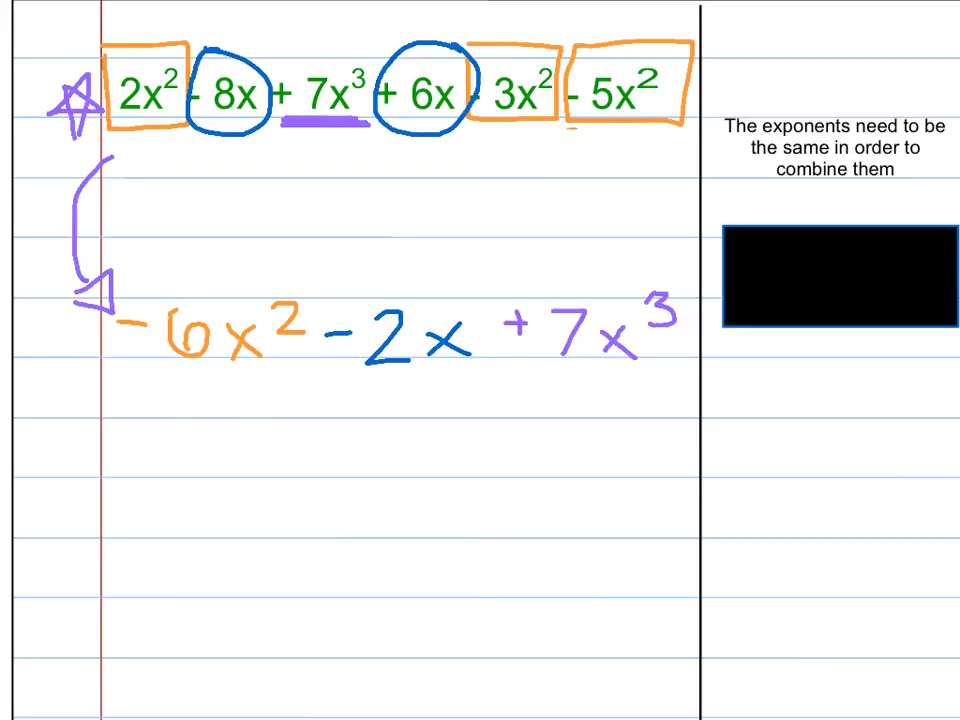 2x² - 8x + 7x³ + 6x - 3x² - 5x²
The exponents need to be
the same in order to
combine them
- 6x² - 2x + 7x³